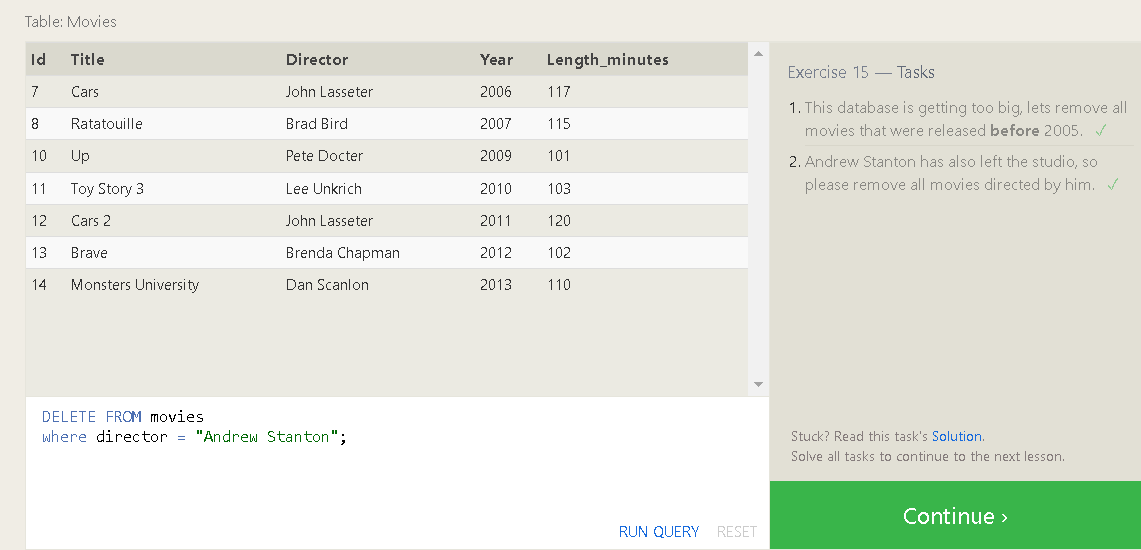 Table: Movies
Id Title Director Year Length_minutes
7 Cars John Lasseter 2006 117
8 Ratatouille Brad Bird 2007 115
10 Up Pete Docter 2009 101
11 Toy Story 3 Lee Unkrich 2010 103
12 Cars 2 John Lasseter 2011 120
13 Brave Brenda Chapman 2012 102
14 Monsters University Dan Scanlon 2013 110
DELETE FROM movies
where director = "Andrew Stanton";
RUN QUERY RESET
Exercise 15 — Tasks
1. This database is getting too big, lets remove all
movies that were released before 2005. ✓
2. Andrew Stanton has also left the studio, so
please remove all movies directed by him. ✓
Stuck? Read this task's Solution.
Solve all tasks to continue to the next lesson.
Continue ›